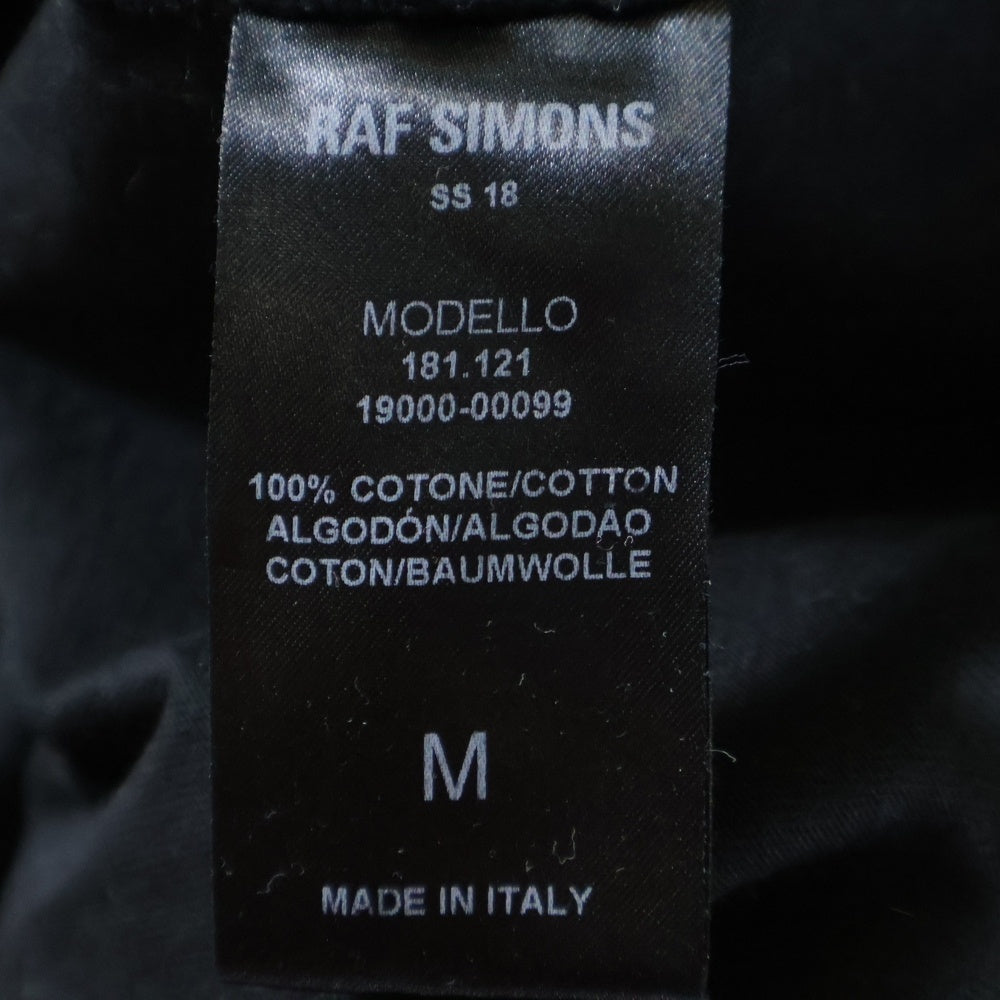 RAF SIMONS
SS 18
MODELLO
181.121
19000-00099
100% COTONE/COTTON
ALGODÓN/ALGODAO
COTON/BAUMWOLLE
M
MADE IN ITALY